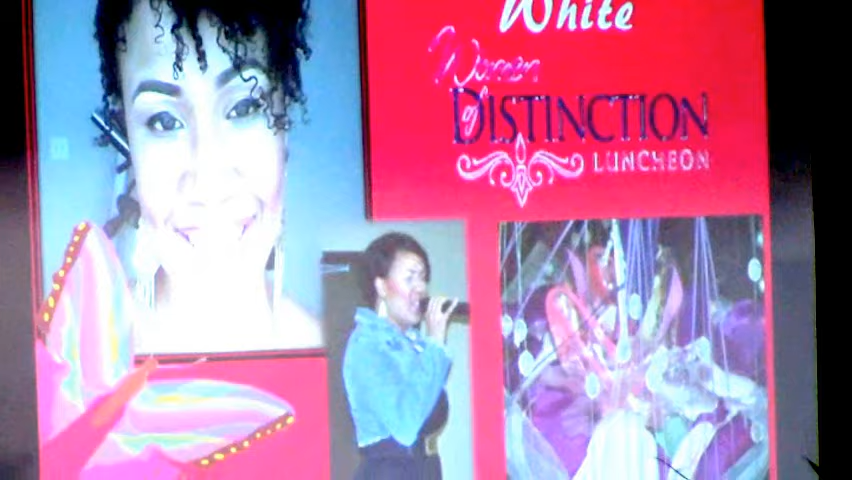 White
Women
of
DISTINCTION
LUNCHEON